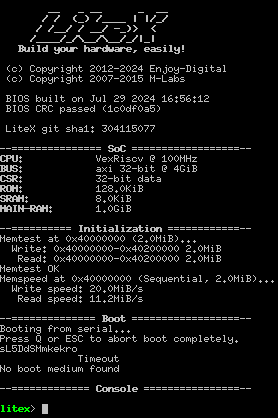 LiteX
Build your hardware, easily!
(c) Copyright 2012-2024 Enjoy-Digital
(c) Copyright 2007-2015 M-Labs
BIOS built on Jul 29 2024 16:56:12
BIOS CRC passed (1c0df0a5)
LiteX git sha1: 304115077
--=============== SoC ==================--
CPU: VexRiscv @ 100MHz
BUS: axi 32-bit @ 4GiB
CSR: 32-bit data
ROM: 128.0KiB
SRAM: 8.0KiB
MAIN-RAM: 1.0GiB
--========== Initialization ============--
Memtest at 0x40000000 (2.0MiB)...
Write: 0x40000000-0x40200000 2.0MiB
Read: 0x40000000-0x40200000 2.0MiB
Memtest OK
Memspeed at 0x40000000 (Sequential, 2.0MiB)...
Write speed: 20.0MiB/s
Read speed: 11.2MiB/s
--============== Boot ==================--
Booting from serial...
Press Q or ESC to abort boot completely.
sL5DdSMmkekro
Timeout
No boot medium found
--============= Console ================--
litex>